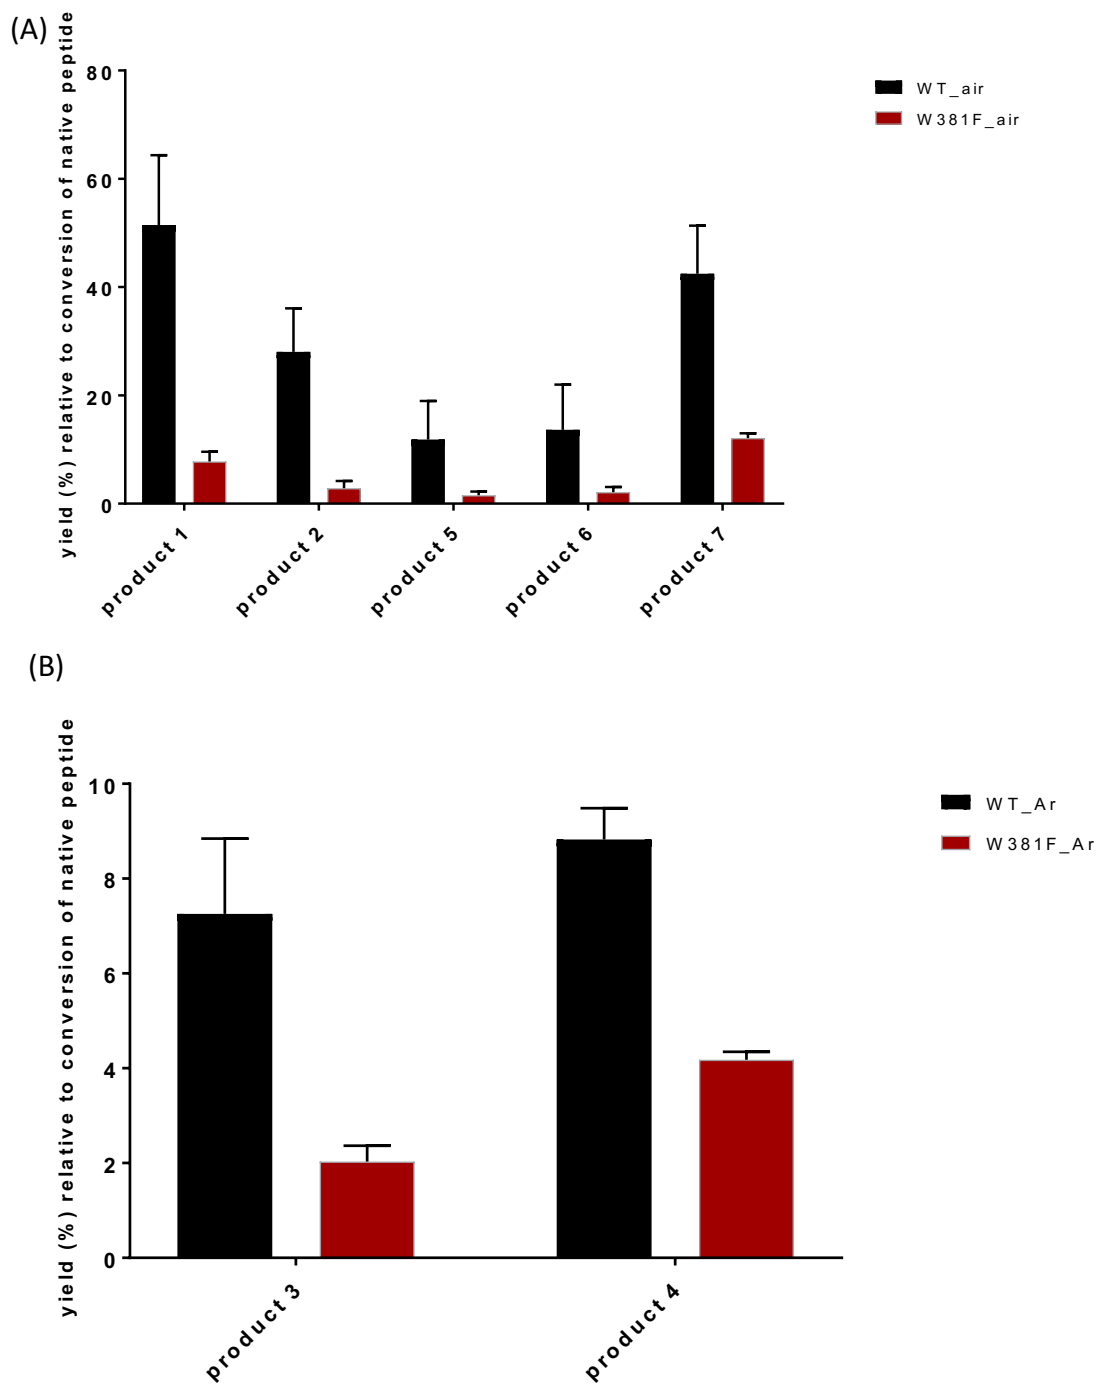 (A)
yield (%) relative to conversion of native peptide
80
60
40
20
0
product 1
product 2
product 5
product 6
product 7
WT_air
W381F_air
(B)
yield (%) relative to conversion of native peptide
10
8
6
4
2
0
product 3
product 4
WT_Ar
W381F_Ar